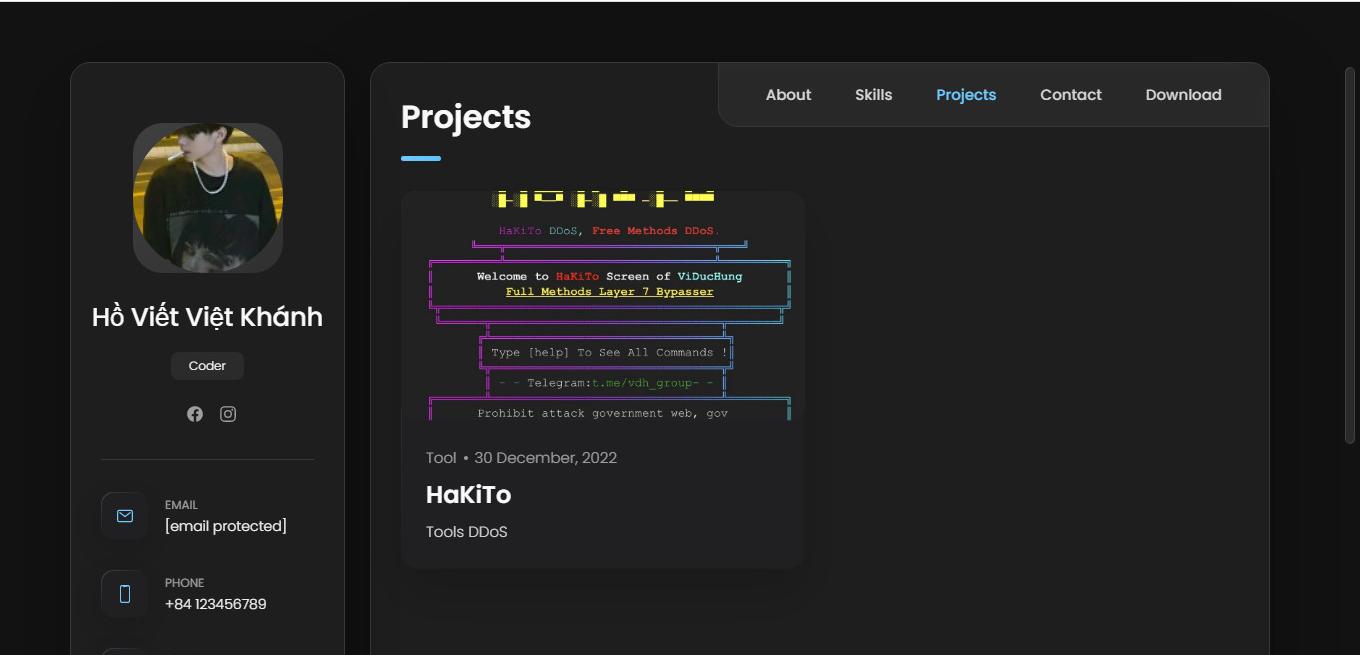 About Skills Projects Contact Download
Projects
Hồ Viết Việt Khánh
Coder
EMAIL
[email protected]
PHONE
+84 123456789
HaKiTo DDoS, Free Methods DDoS.
Welcome to HaKiTo Screen of ViDucHung
Full Methods Layer 7 Bypasser
Type [help] To See All Commands !
- - Telegram:t.me/vdh_group- -
Prohibit attack government web, gov
Tool • 30 December, 2022
HaKiTo
Tools DDoS